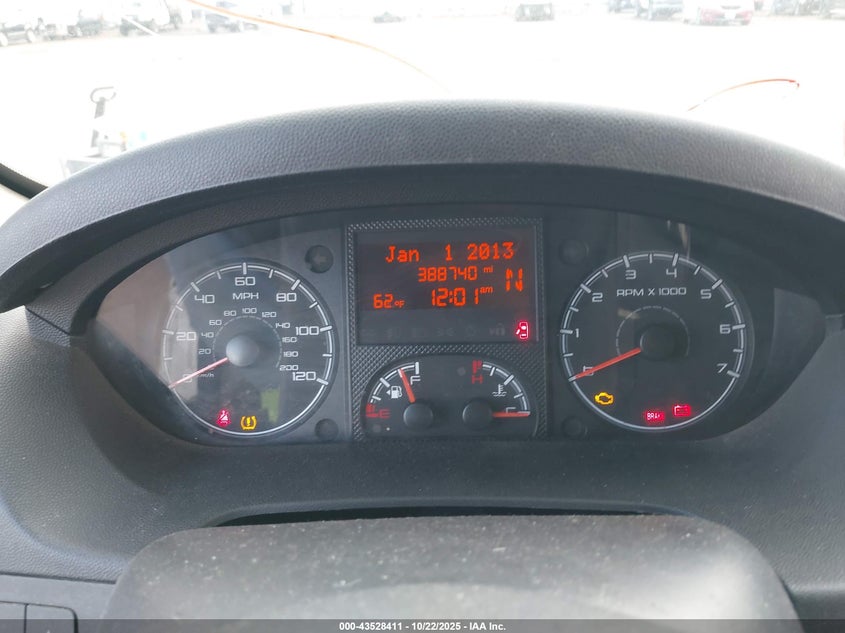 Jan 1 2013
388740 mi
N
62°F 12:01 am
MPH
0 20 40 60 80 100 120
20 40 60 80 100 120 140 160 180 200
km/h
RPM X 1000
0 1 2 3 4 5 6 7
F
E
H
C
000-43528411 - 10/22/2025 - IAA Inc.